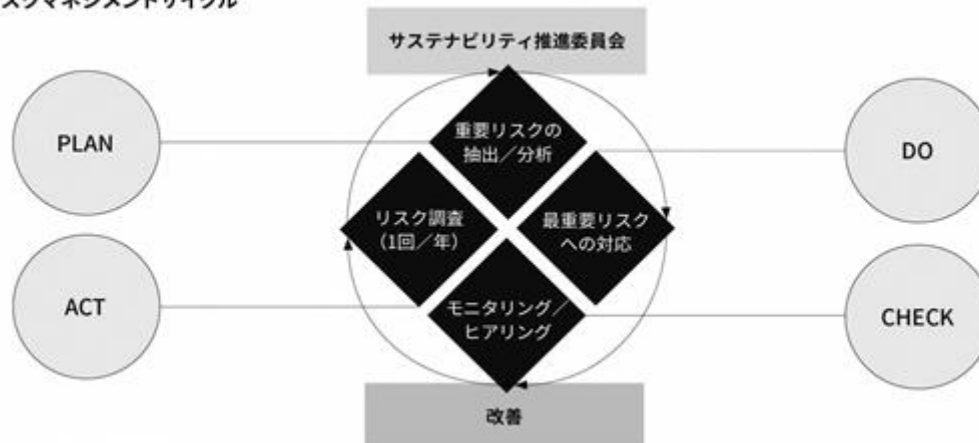 スクマネジメントサイクル
サステナビリティ推進委員会
PLAN
重要リスクの
抽出／分析
DO
リスク調査
（1回／年）
最重要リスク
への対応
ACT
モニタリング／
ヒアリング
CHECK
改善